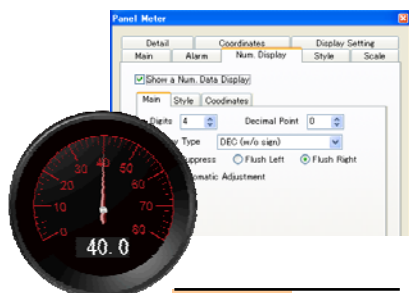 Panel Meter
Detail Coordinates Display Setting
Main Alarm Num. Display Style Scale
Show a Num. Data Display
Main Style Coodinates
Digits 4 Decimal Point 0
Type DEC (w/o sign)
uppress Flush Left Flush Right
omatic Adjustment
0 10 20 30 40 50 60 70 80
40.0